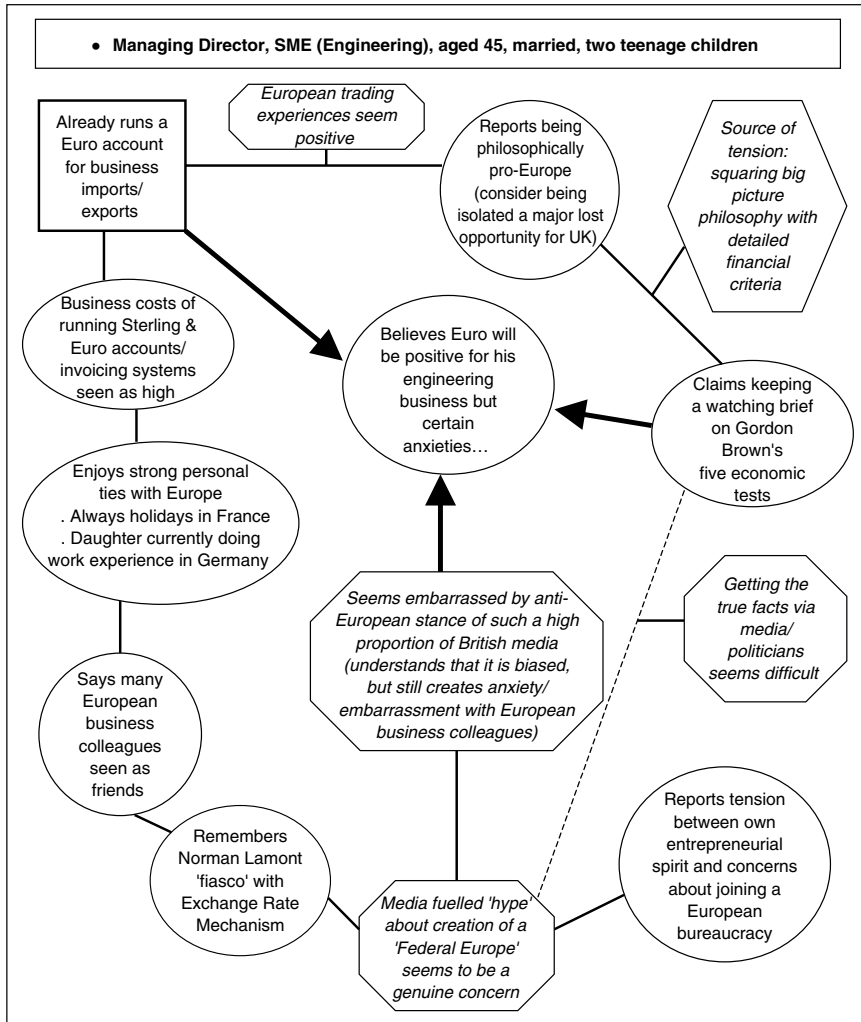 • Managing Director, SME (Engineering), aged 45, married, two teenage children
European trading
experiences seem
positive
Already runs a
Euro account
for business
imports/
exports
Reports being
philosophically
pro-Europe
(consider being
isolated a major lost
opportunity for UK)
Source of
tension:
squaring big
picture
philosophy with
detailed
financial
criteria
Business costs of
running Sterling &
Euro accounts/
invoicing systems
seen as high
Believes Euro will
be positive for his
engineering
business but
certain
anxieties…
Claims keeping
a watching brief
on Gordon
Brown's
five economic
tests
Enjoys strong personal
ties with Europe
. Always holidays in France
. Daughter currently doing
work experience in Germany
Seems embarrassed by anti-
European stance of such a high
proportion of British media
(understands that it is biased,
but still creates anxiety/
embarrassment with European
business colleagues)
Getting the
true facts via
media/
politicians
seems difficult
Says many
European
business
colleagues
seen as
friends
Remembers
Norman Lamont
'fiasco' with
Exchange Rate
Mechanism
Media fuelled 'hype'
about creation of a
'Federal Europe'
seems to be a
genuine concern
Reports tension
between own
entrepreneurial
spirit and concerns
about joining a
European
bureaucracy